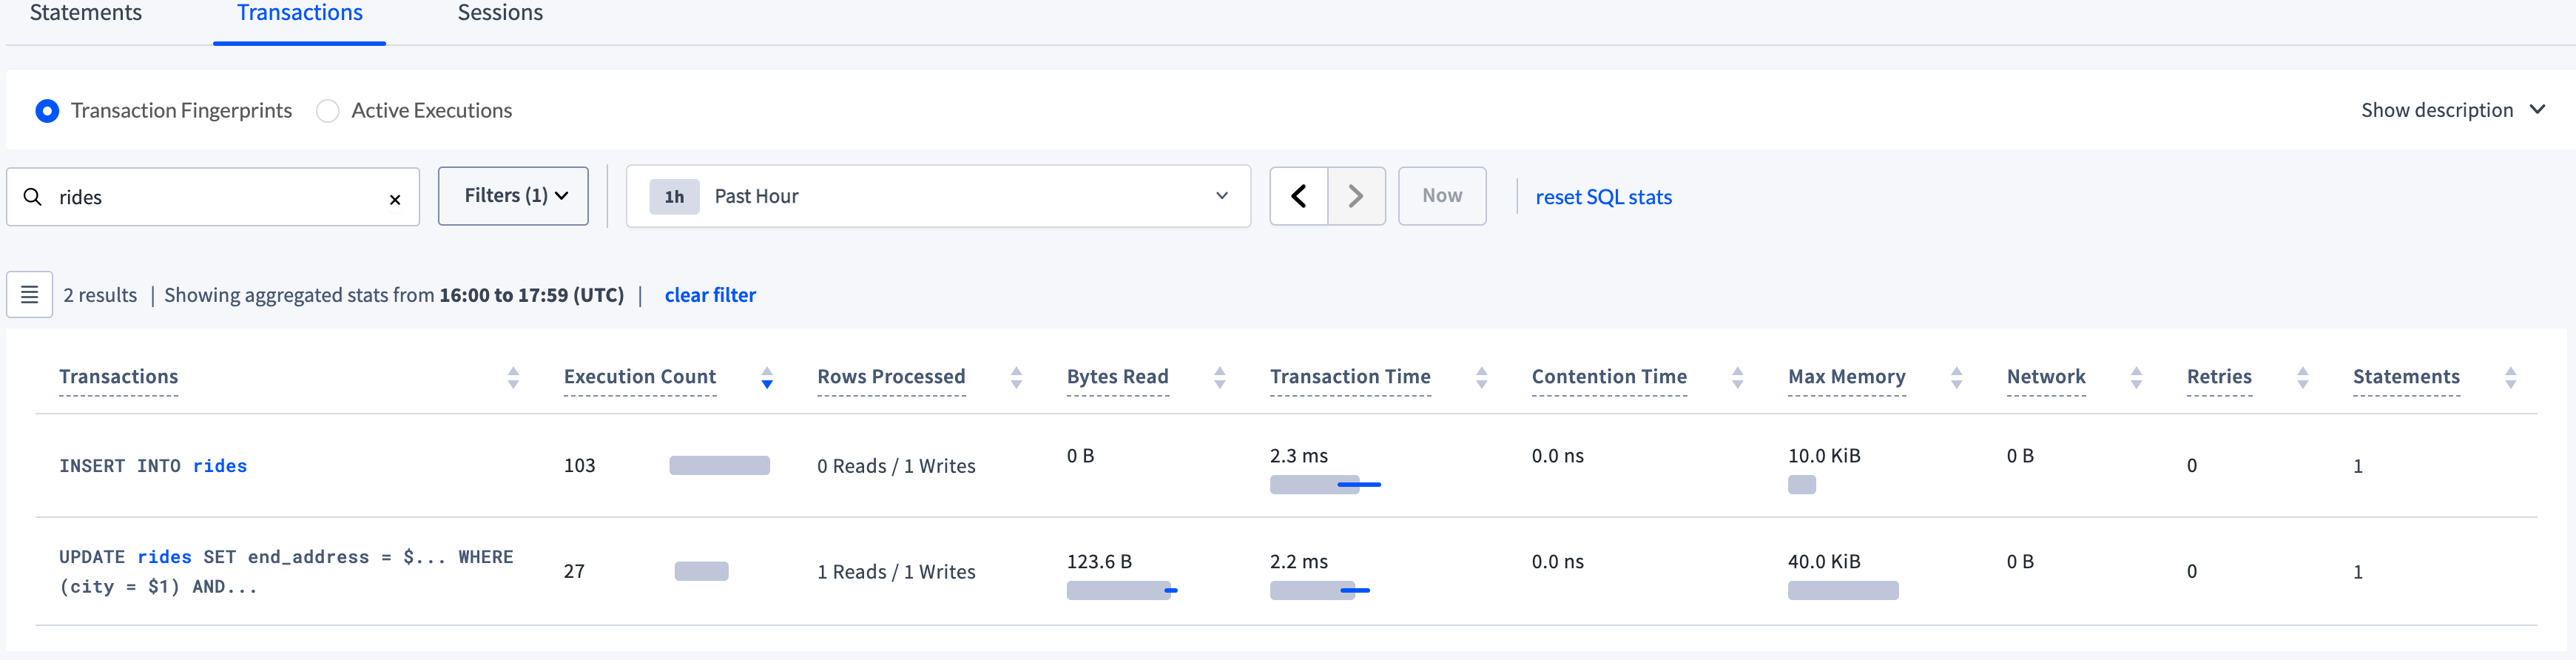 Statements Transactions Sessions
Transaction Fingerprints Active Executions Show description
rides Filters (1) 1h Past Hour Now reset SQL stats
2 results | Showing aggregated stats from 16:00 to 17:59 (UTC) | clear filter
Transactions Execution Count Rows Processed Bytes Read Transaction Time Contention Time Max Memory Network Retries Statements
INSERT INTO rides 103 0 Reads / 1 Writes 0 B 2.3 ms 0.0 ns 10.0 KiB 0 B 0 1
UPDATE rides SET end_address = $... WHERE
(city = $1) AND... 27 1 Reads / 1 Writes 123.6 B 2.2 ms 0.0 ns 40.0 KiB 0 B 0 1